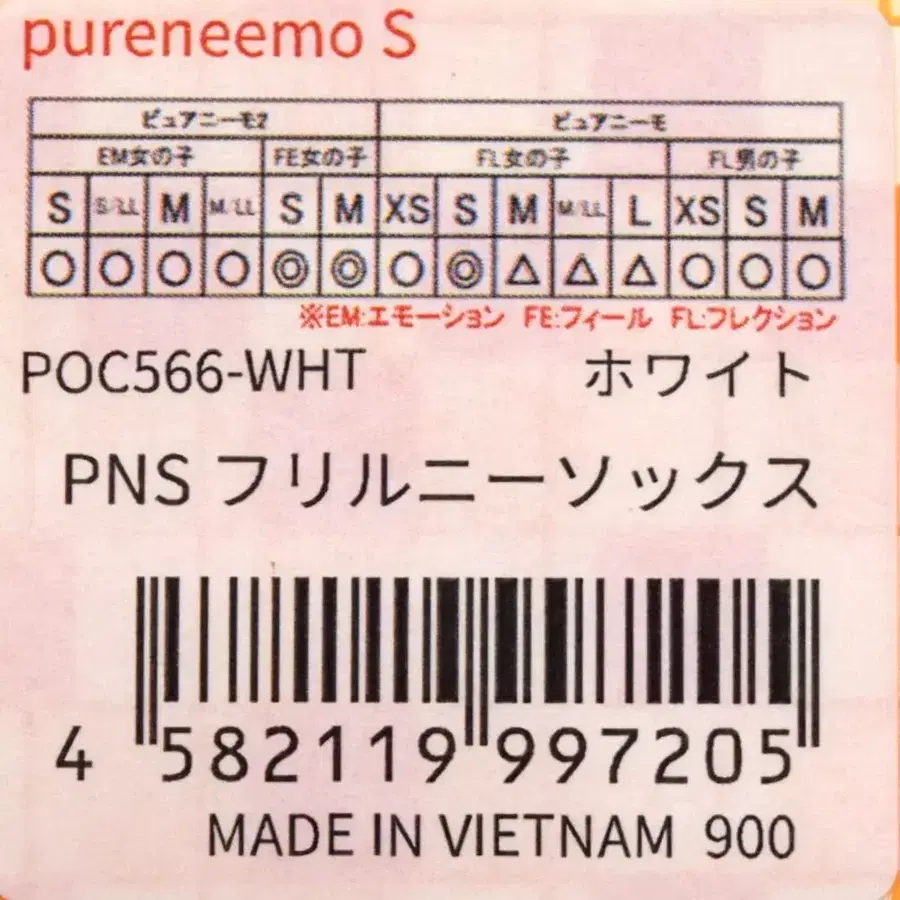 pureneemo S
ピュアニーモ2 ピュアニーモ
EM女の子 FE女の子 FL女の子 FL男の子
S S/LL M M/LL S M XS S M M/LL L XS S M
○ ○ ○ ○ ◎ ◎ ○ ◎ △ △ △ ○ ○ ○
※EM:エモーション FE:フィール FL:フレクション
POC566-WHT ホワイト
PNS フリルニーソックス
4 582119 997205
MADE IN VIETNAM 900